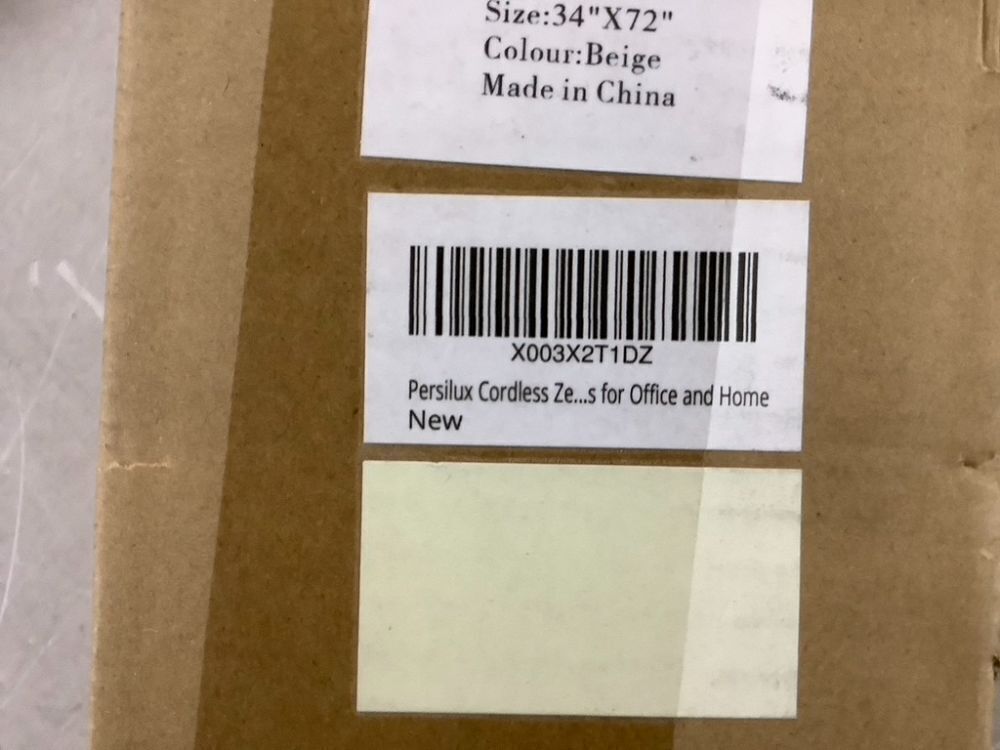 Size:34"X72"
Colour:Beige
Made in China
X003X2T1DZ
Persilux Cordless Ze...s for Office and Home
New